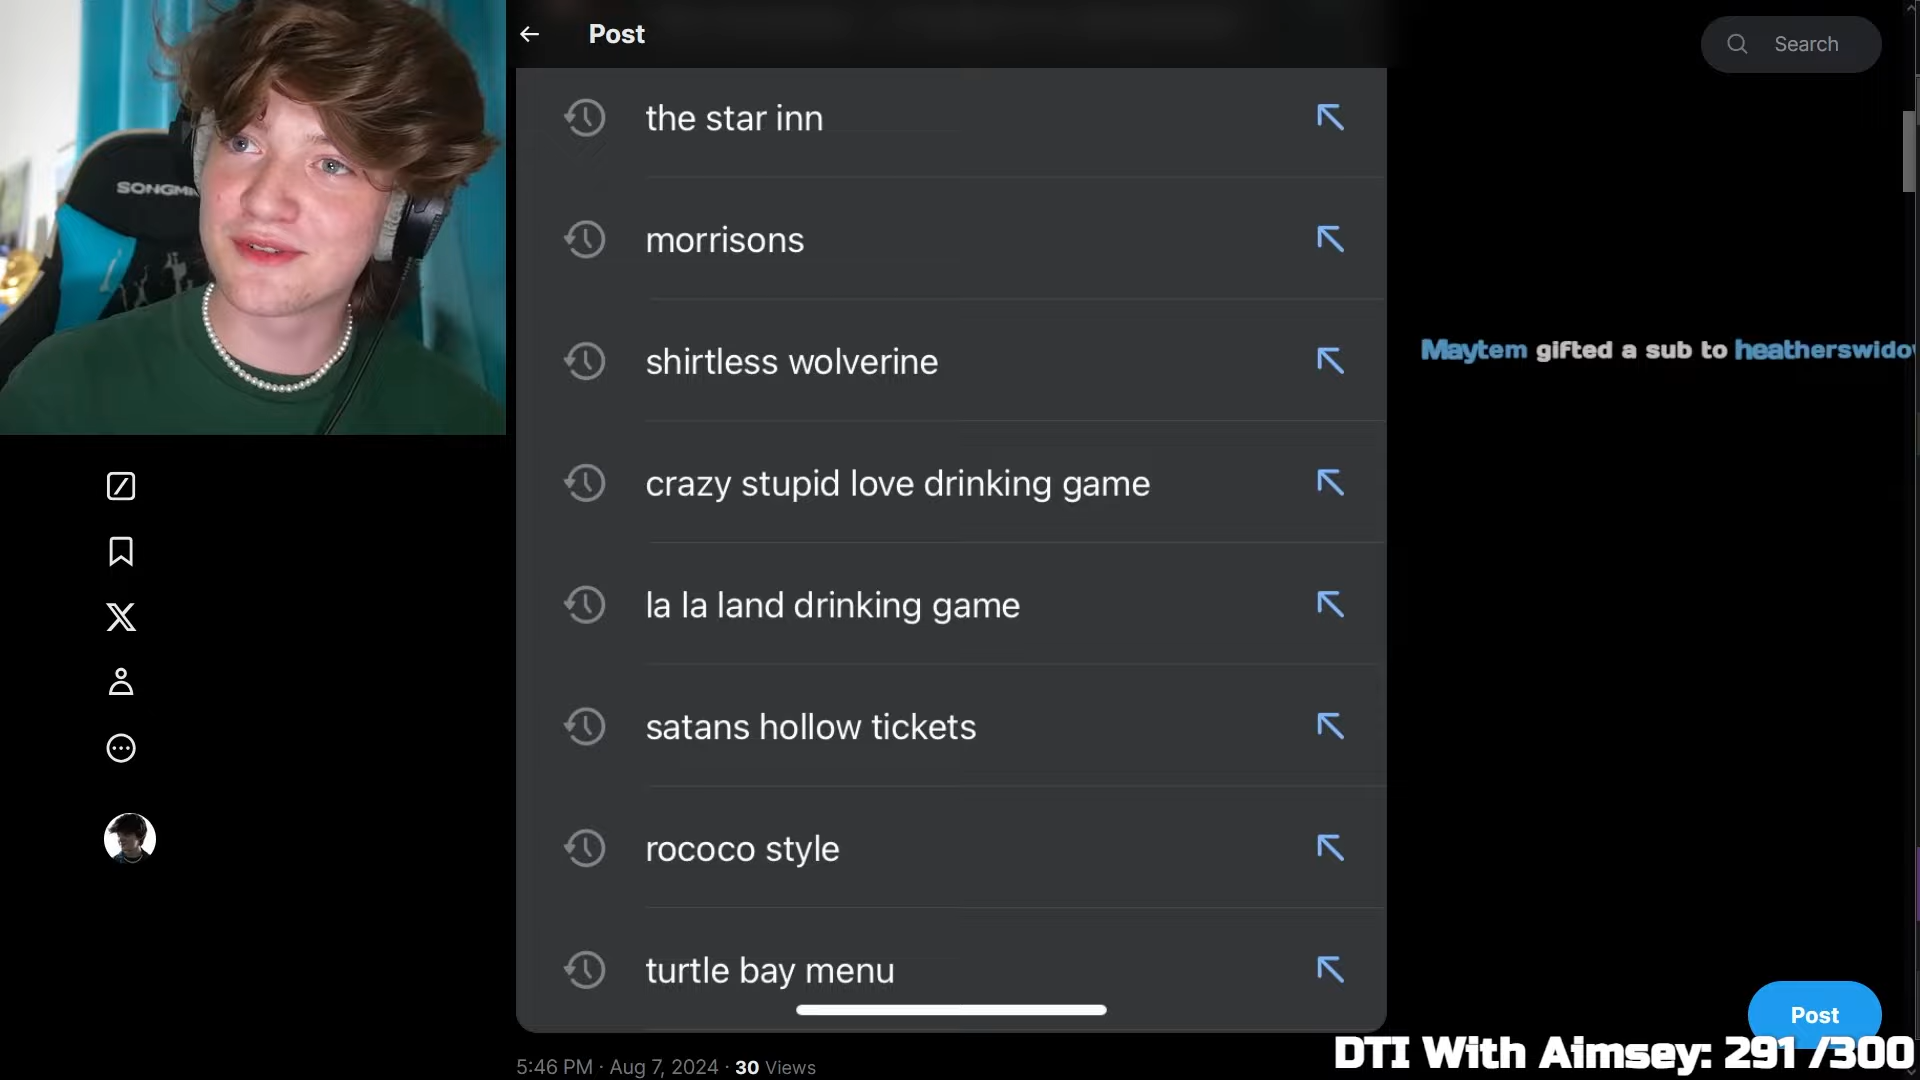 Post
Search
SONGMI
the star inn
morrisons
shirtless wolverine
Maytem gifted a sub to heatherswido
crazy stupid love drinking game
la la land drinking game
satans hollow tickets
rococo style
turtle bay menu
Post
DTI With Aimsey: 291 /300
5:46 PM · Aug 7, 2024 · 30 Views